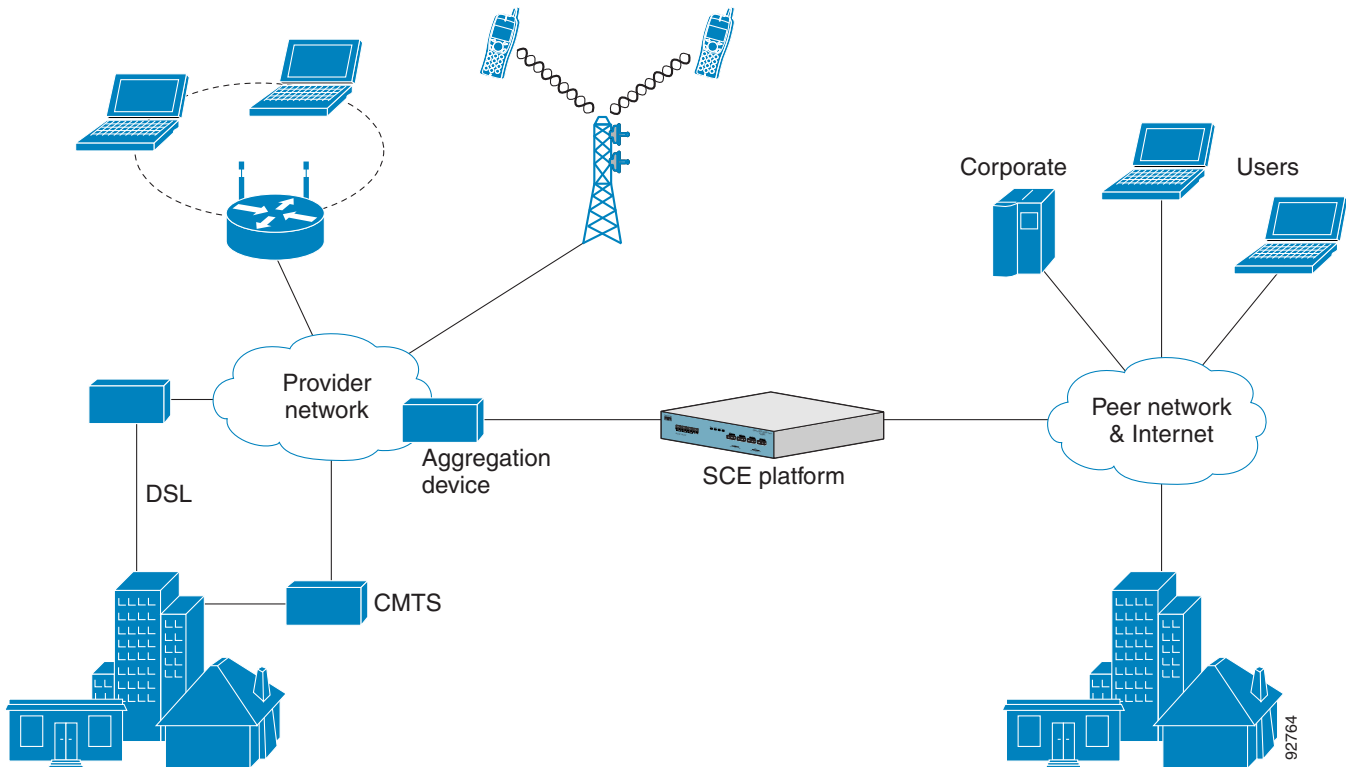 Corporate
Users
Provider
network
Aggregation
device
SCE platform
Peer network
& Internet
DSL
CMTS
92764